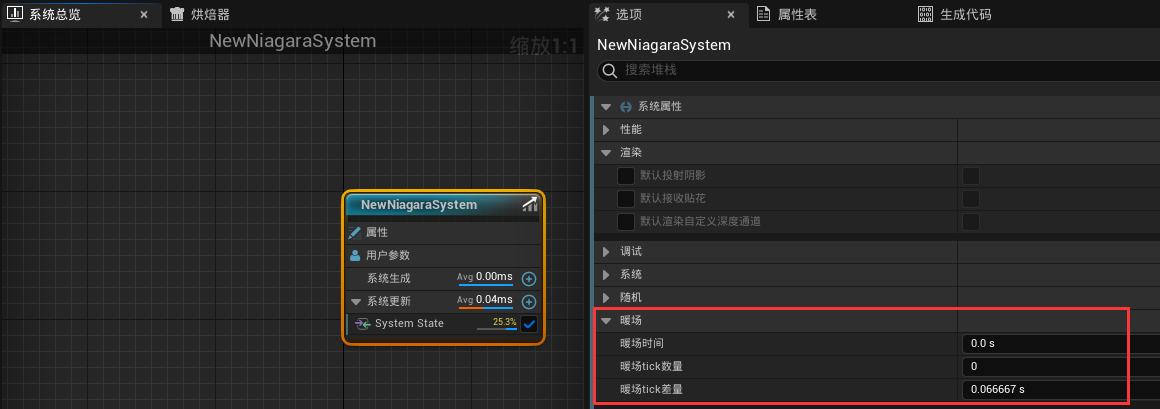 系统总览
烘焙器
NewNiagaraSystem
缩放1:1
NewNiagaraSystem
属性
用户参数
系统生成 Avg 0.00ms
系统更新 Avg 0.04ms
System State 25.3%
选项
属性表
生成代码
NewNiagaraSystem
搜索堆栈
系统属性
性能
渲染
默认投射阴影
默认接收贴花
默认渲染自定义深度通道
调试
系统
随机
暖场
暖场时间 0.0 s
暖场tick数量 0
暖场tick差量 0.066667 s